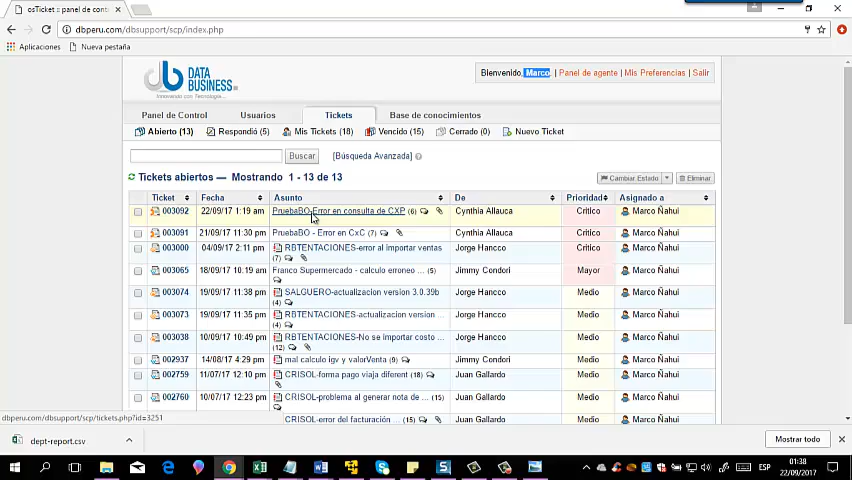 osTicket :: panel de cont
dbperu.com/dbsupport/scp/index.php
Aplicaciones Nueva pestaña
DATA
BUSINESS
Innovando con Tecnología...
Bienvenido, Marco. | Panel de agente | Mis Preferencias | Salir
Panel de Control Usuarios Tickets Base de conocimientos
Abierto (13) Respondió (5) Mis Tickets (18) Vencido (15) Cerrado (0) Nuevo Ticket
Buscar [Búsqueda Avanzada]
Tickets abiertos — Mostrando 1 - 13 de 13 Cambiar Estado Eliminar
Ticket Fecha Asunto De Prioridad Asignado a
003092 22/09/17 1:19 am PruebaBO-Error en consulta de CXP (6) Cynthia Allauca Critico Marco Ñahui
003091 21/09/17 11:30 pm PruebaBO - Error en CxC (7) Cynthia Allauca Critico Marco Ñahui
003000 04/09/17 2:11 pm RBTENTACIONES-error al importar ventas Jorge Hancco Critico Marco Ñahui
(7)
003065 18/09/17 10:19 am Franco Supermercado - calculo erroneo ... (5) Jimmy Condori Mayor Marco Ñahui
003074 19/09/17 11:38 pm SALGUERO-actualizacion version 3.0.39b Jorge Hancco Medio Marco Ñahui
(4)
003073 19/09/17 11:35 pm RBTENTACIONES-actualizacion version ... Jorge Hancco Medio Marco Ñahui
(4)
003038 10/09/17 10:49 pm RBTENTACIONES-No se importar costo ... Jorge Hancco Medio Marco Ñahui
(12)
002937 14/08/17 4:29 pm mal calculo igv y valorVenta (9) Jimmy Condori Medio Marco Ñahui
002759 11/07/17 12:10 pm CRISOL-forma pago viaja diferent (18) Juan Gallardo Medio Marco Ñahui
002760 10/07/17 12:23 pm CRISOL-problema al generar nota de ... (15) Juan Gallardo Medio Marco Ñahui
CRISOL-error del facturación ... (15) Juan Gallardo Medio Marco Ñahui
dbperu.com/dbsupport/scp/tickets.php?id=3251
dept-report.csv Mostrar todo
ESP 01:38
22/09/2017